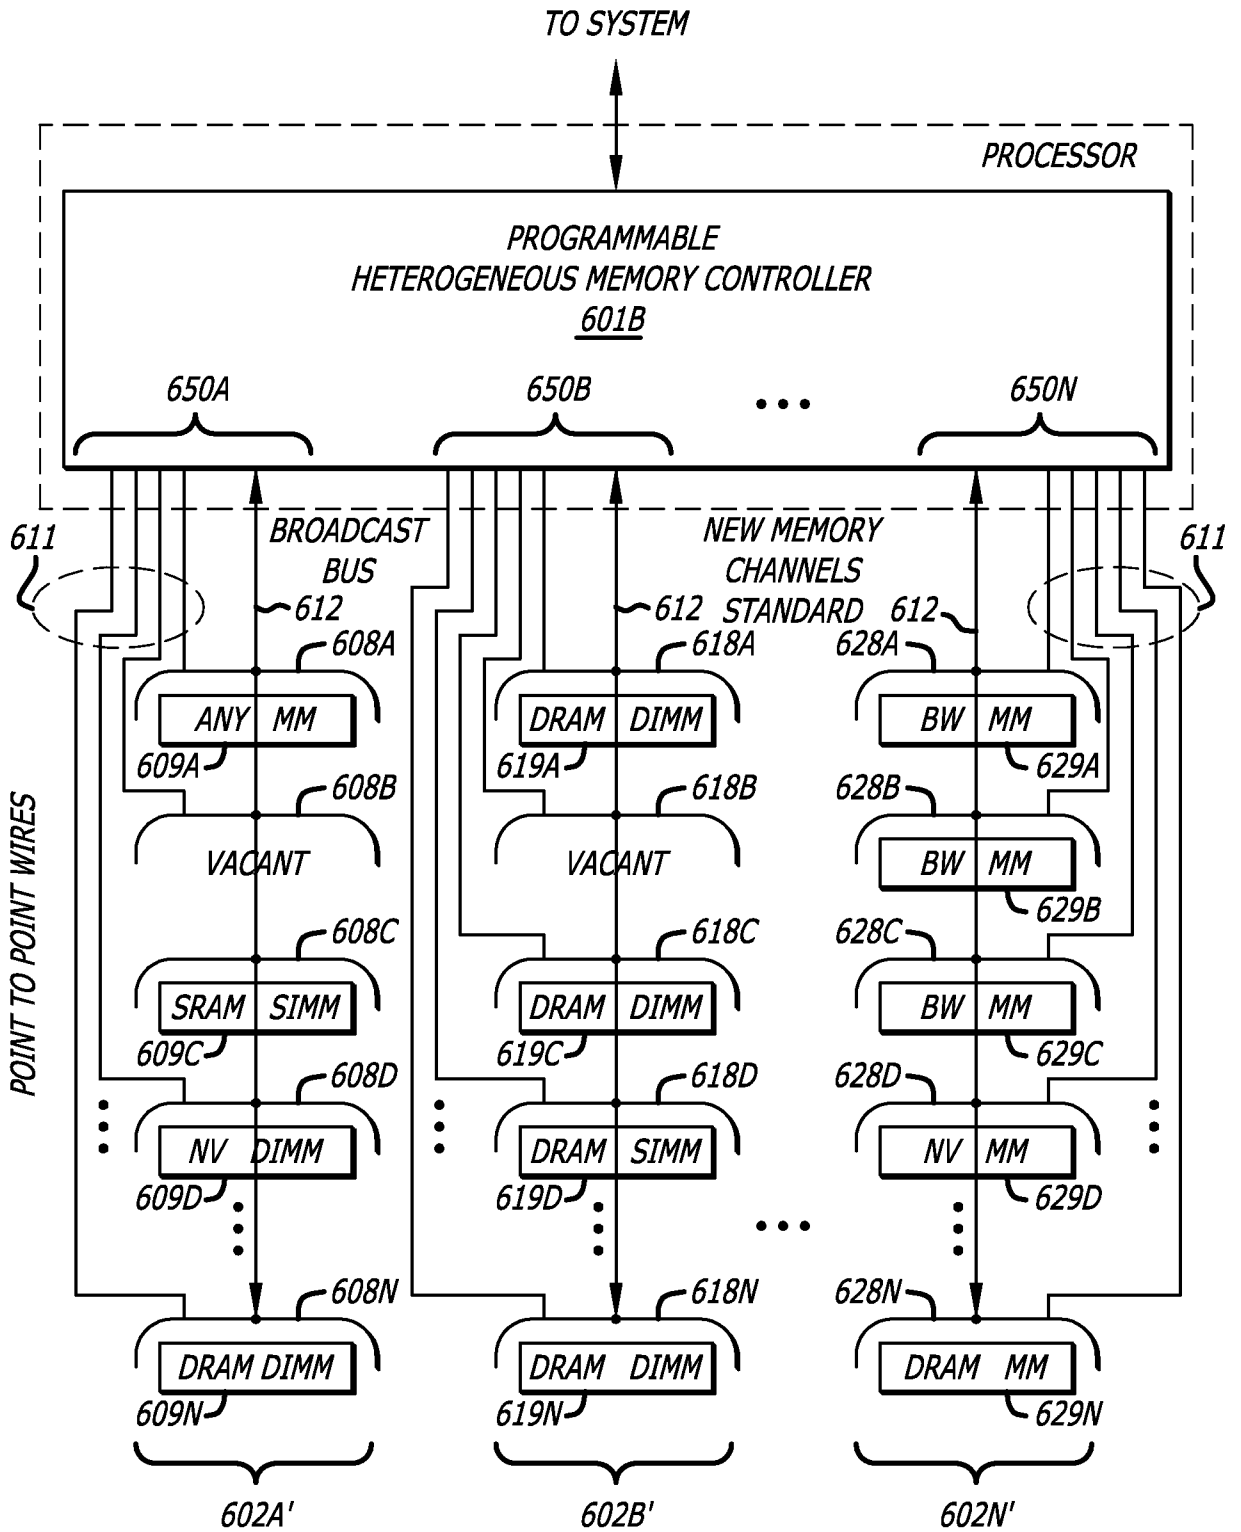 TO SYSTEM
PROCESSOR
PROGRAMMABLE
HETEROGENEOUS MEMORY CONTROLLER
601B
650A 650B ••• 650N
611 BROADCAST BUS NEW MEMORY CHANNELS STANDARD 611
612 612 612
608A 618A 628A
ANY MM DRAM DIMM BW MM
609A 619A 629A
POINT TO POINT WIRES
608B 618B 628B
VACANT VACANT BW MM
629B
608C 618C 628C
SRAM SIMM DRAM DIMM BW MM
609C 619C 629C
608D 618D 628D
NV DIMM DRAM SIMM NV MM
609D 619D 629D
•••
608N 618N 628N
DRAM DIMM DRAM DIMM DRAM MM
609N 619N 629N
602A' 602B' 602N'